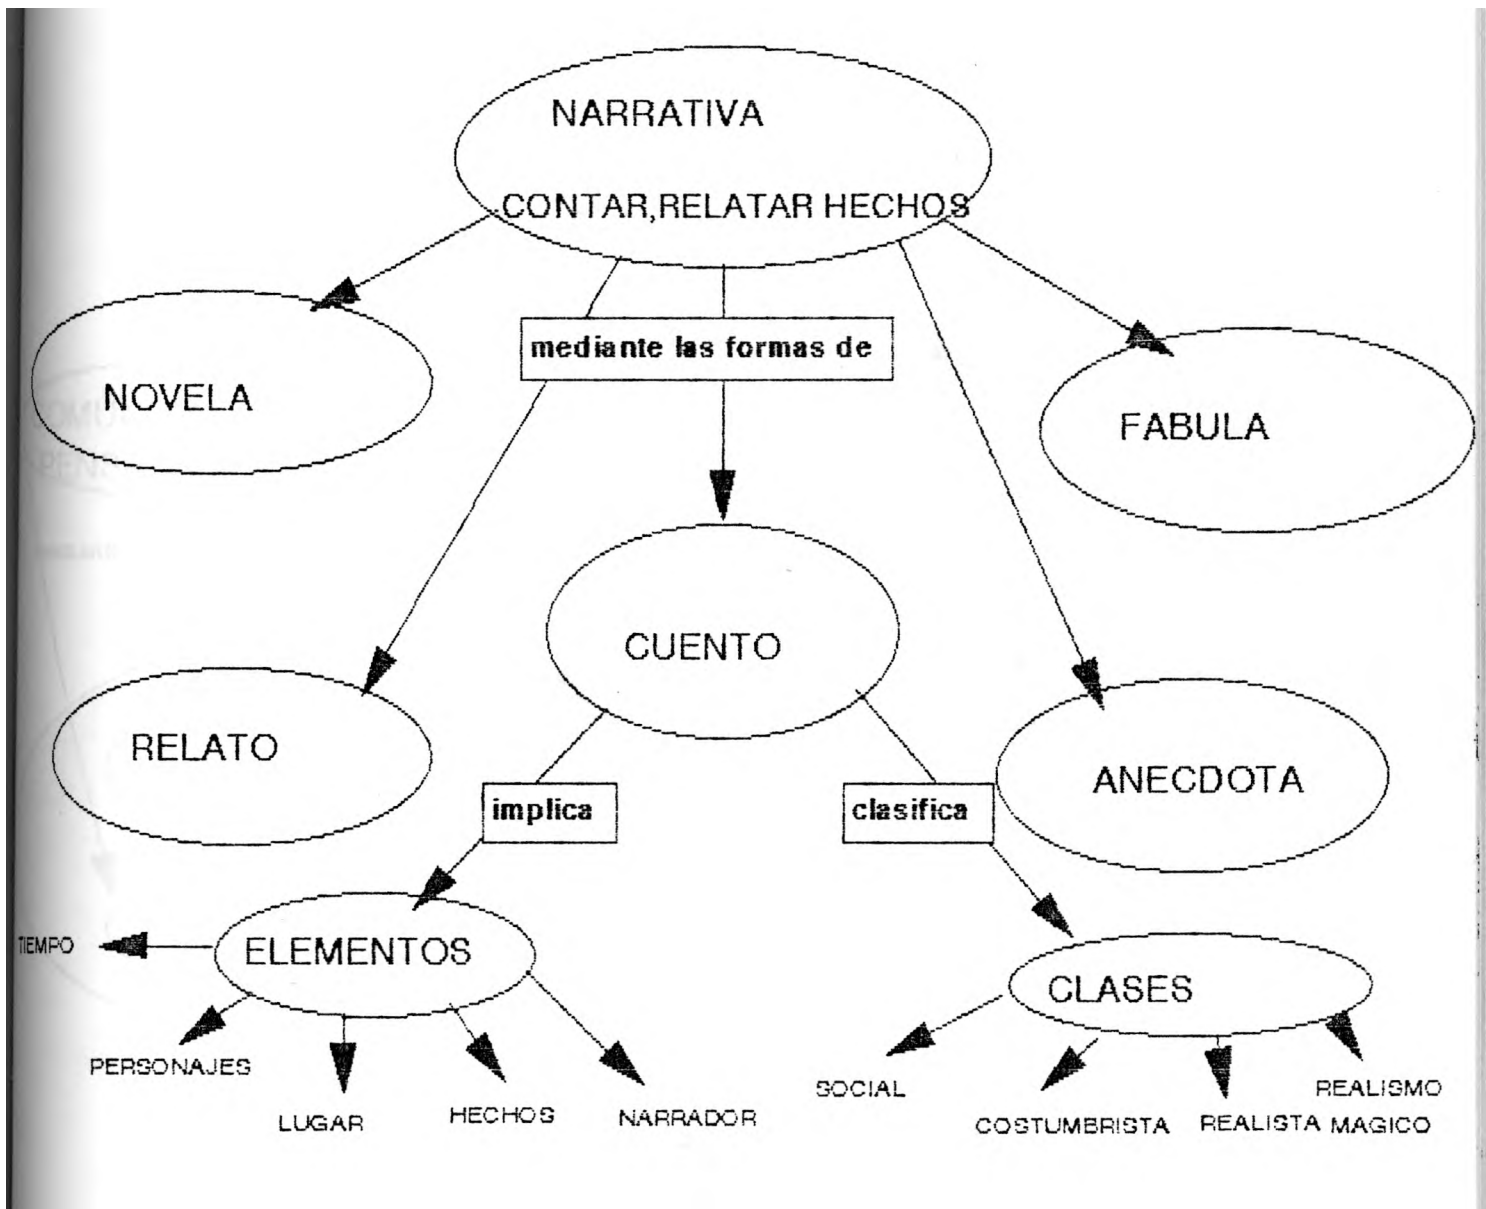 NARRATIVA
CONTAR,RELATAR HECHOS
mediante las formas de
NOVELA
FABULA
CUENTO
RELATO
ANECDOTA
implica
clasifica
TIEMPO
ELEMENTOS
CLASES
PERSONAJES
LUGAR
HECHOS
NARRADOR
SOCIAL
COSTUMBRISTA
REALISTA
REALISMO
MAGICO